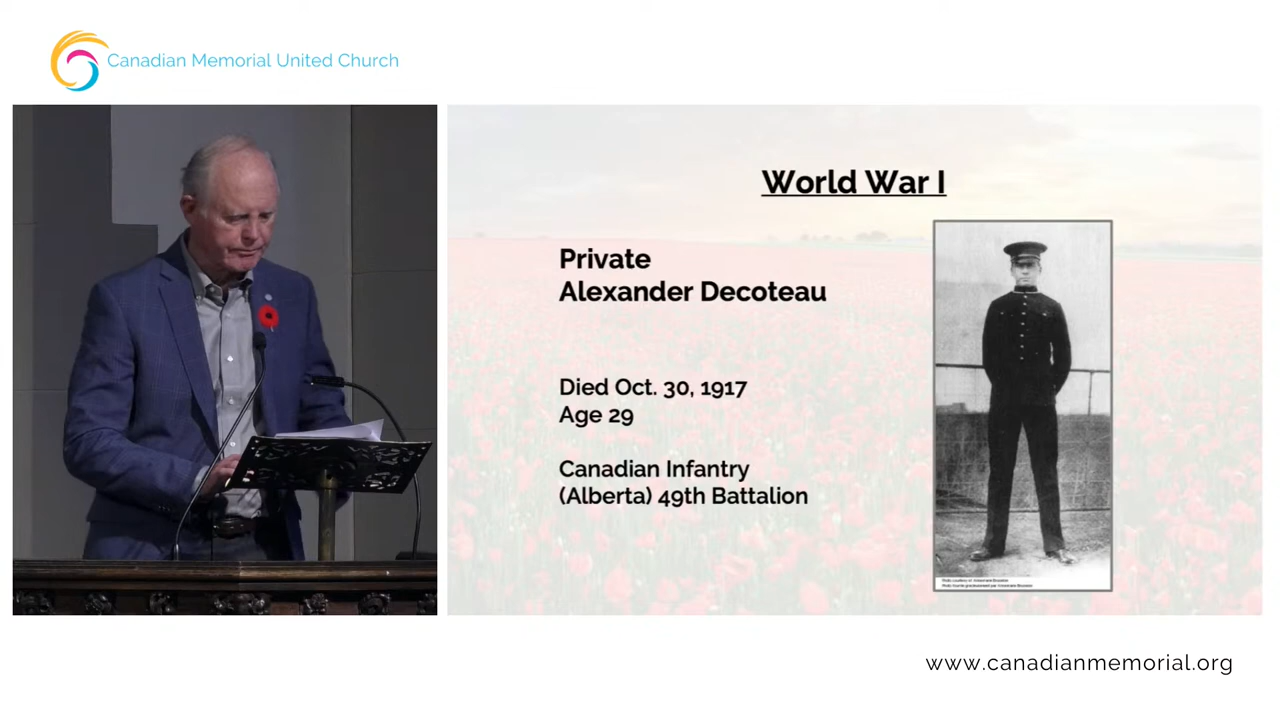 Canadian Memorial United Church
World War I
Private
Alexander Decoteau
Died Oct. 30, 1917
Age 29
Canadian Infantry
(Alberta) 49th Battalion
www.canadianmemorial.org